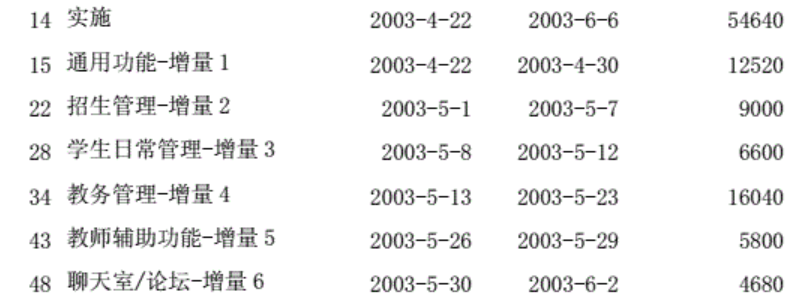 14 实施 2003-4-22 2003-6-6 54640
15 通用功能-增量 1 2003-4-22 2003-4-30 12520
22 招生管理-增量 2 2003-5-1 2003-5-7 9000
28 学生日常管理-增量 3 2003-5-8 2003-5-12 6600
34 教务管理-增量 4 2003-5-13 2003-5-23 16040
43 教师辅助功能-增量 5 2003-5-26 2003-5-29 5800
48 聊天室/论坛-增量 6 2003-5-30 2003-6-2 4680